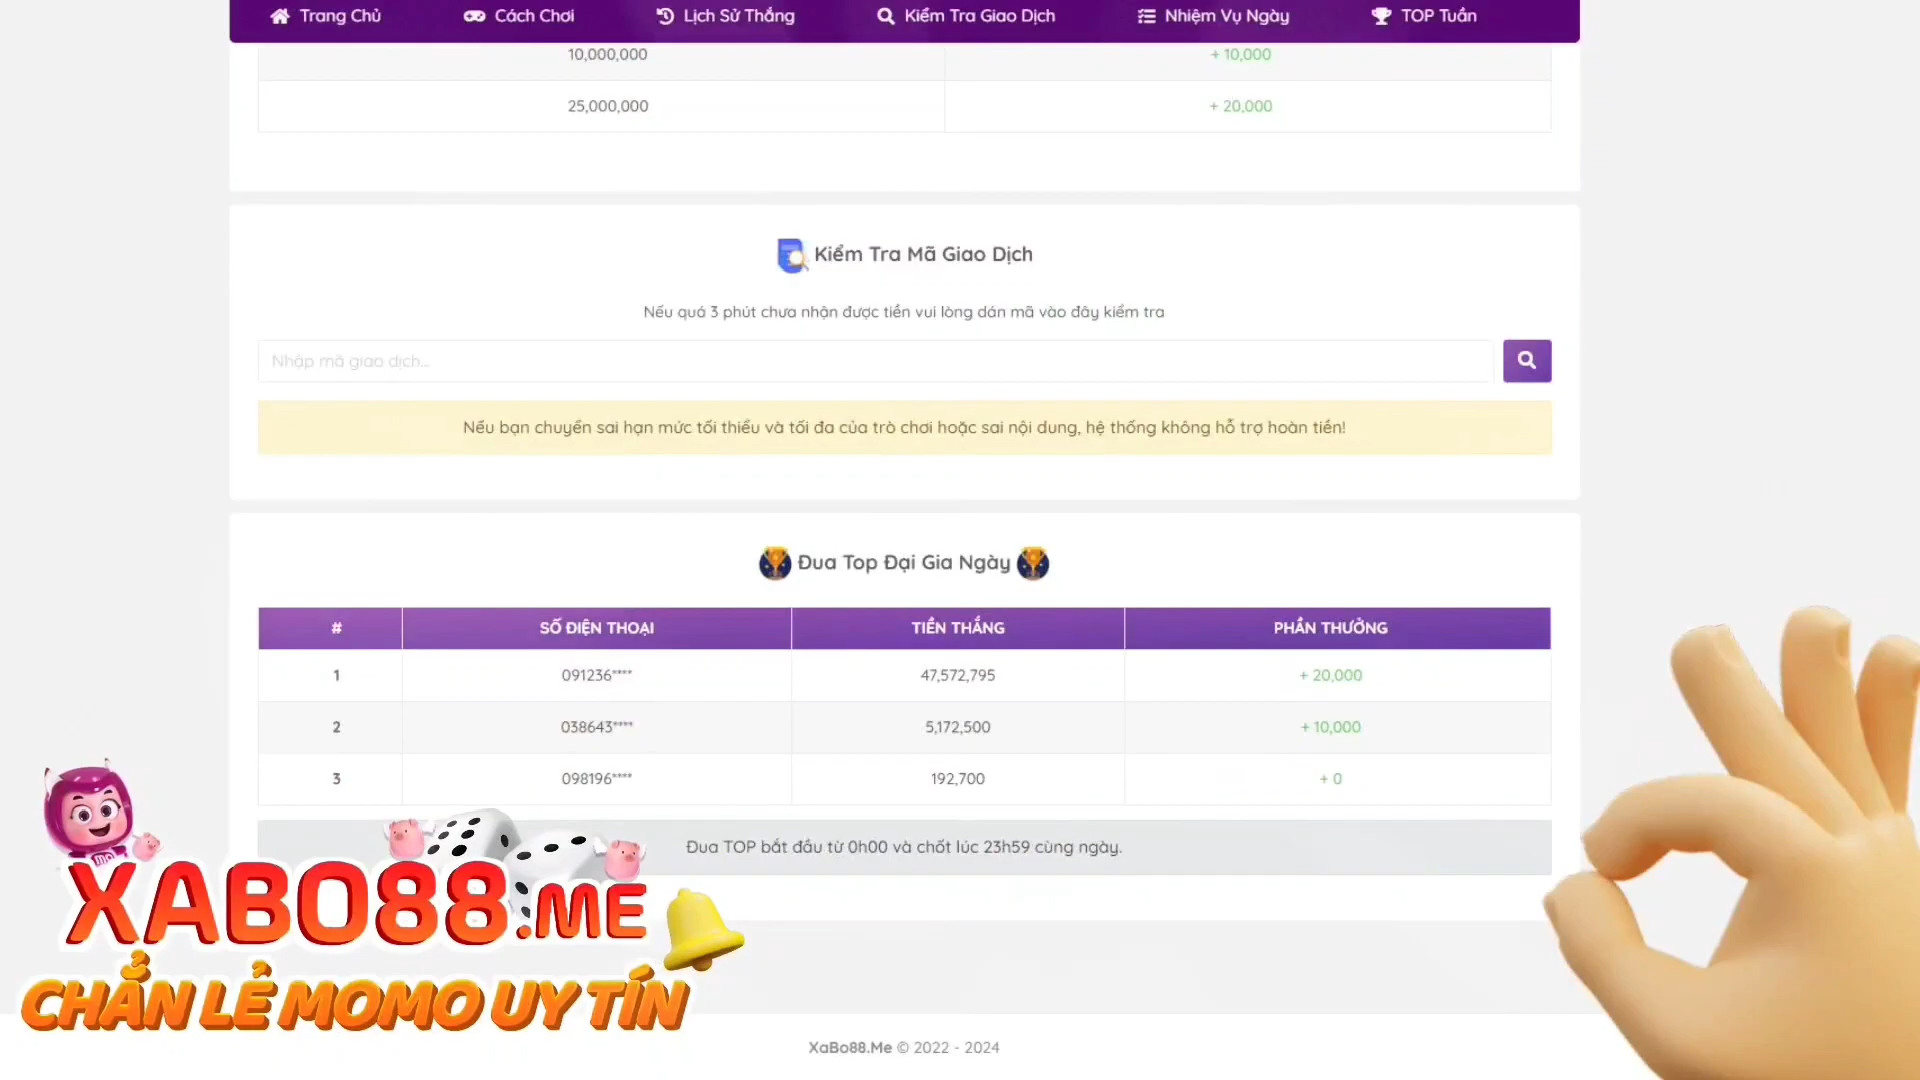 Trang Chủ
Cách Chơi
Lịch Sử Thắng
Kiểm Tra Giao Dịch
Nhiệm Vụ Ngày
TOP Tuần
10,000,000 + 10,000
25,000,000 + 20,000
Kiểm Tra Mã Giao Dịch
Nếu quá 3 phút chưa nhận được tiền vui lòng dán mã vào đây kiểm tra
Nhập mã giao dịch...
Nếu bạn chuyển sai hạn mức tối thiểu và tối đa của trò chơi hoặc sai nội dung, hệ thống không hỗ trợ hoàn tiền!
Đua Top Đại Gia Ngày
# SỐ ĐIỆN THOẠI TIỀN THẮNG PHẦN THƯỞNG
1 091236**** 47,572,795 + 20,000
2 038643**** 5,172,500 + 10,000
3 098196**** 192,700 + 0
Đua TOP bắt đầu từ 0h00 và chốt lúc 23h59 cùng ngày.
XABO88.ME
CHẴN LẺ MOMO UY TÍN
XaBo88.Me © 2022 - 2024